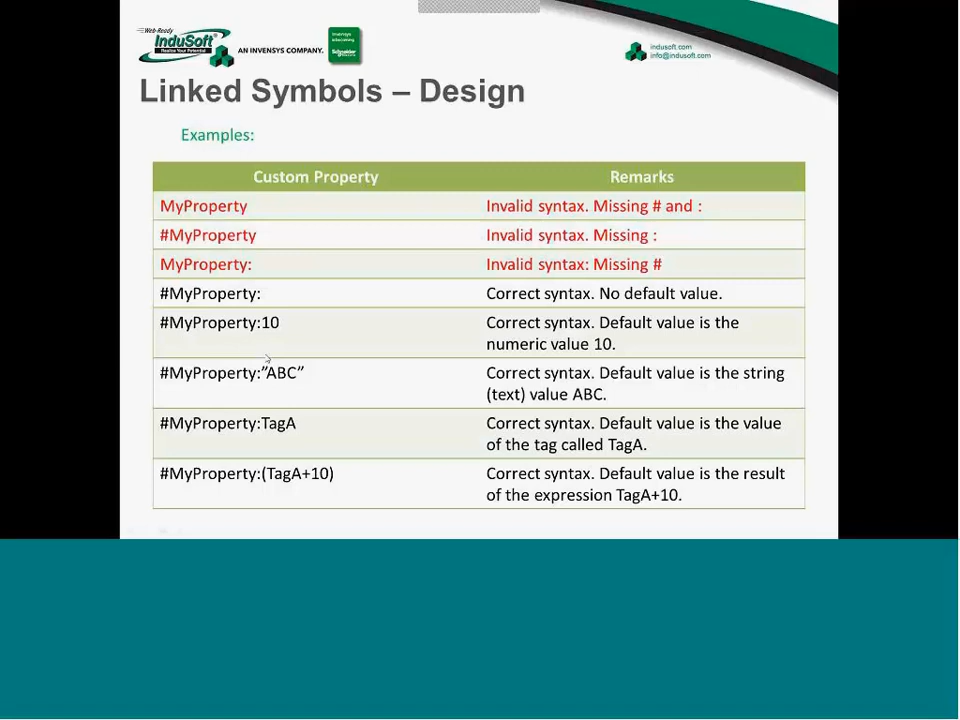 Web-Ready
InduSoft
Realize Your Potential
AN INVENSYS COMPANY.
indusoft.com
info@indusoft.com
Linked Symbols – Design
Examples:
Custom Property Remarks
MyProperty Invalid syntax. Missing # and :
#MyProperty Invalid syntax. Missing :
MyProperty: Invalid syntax: Missing #
#MyProperty: Correct syntax. No default value.
#MyProperty:10 Correct syntax. Default value is the
numeric value 10.
#MyProperty:”ABC” Correct syntax. Default value is the string
(text) value ABC.
#MyProperty:TagA Correct syntax. Default value is the value
of the tag called TagA.
#MyProperty:(TagA+10) Correct syntax. Default value is the result
of the expression TagA+10.